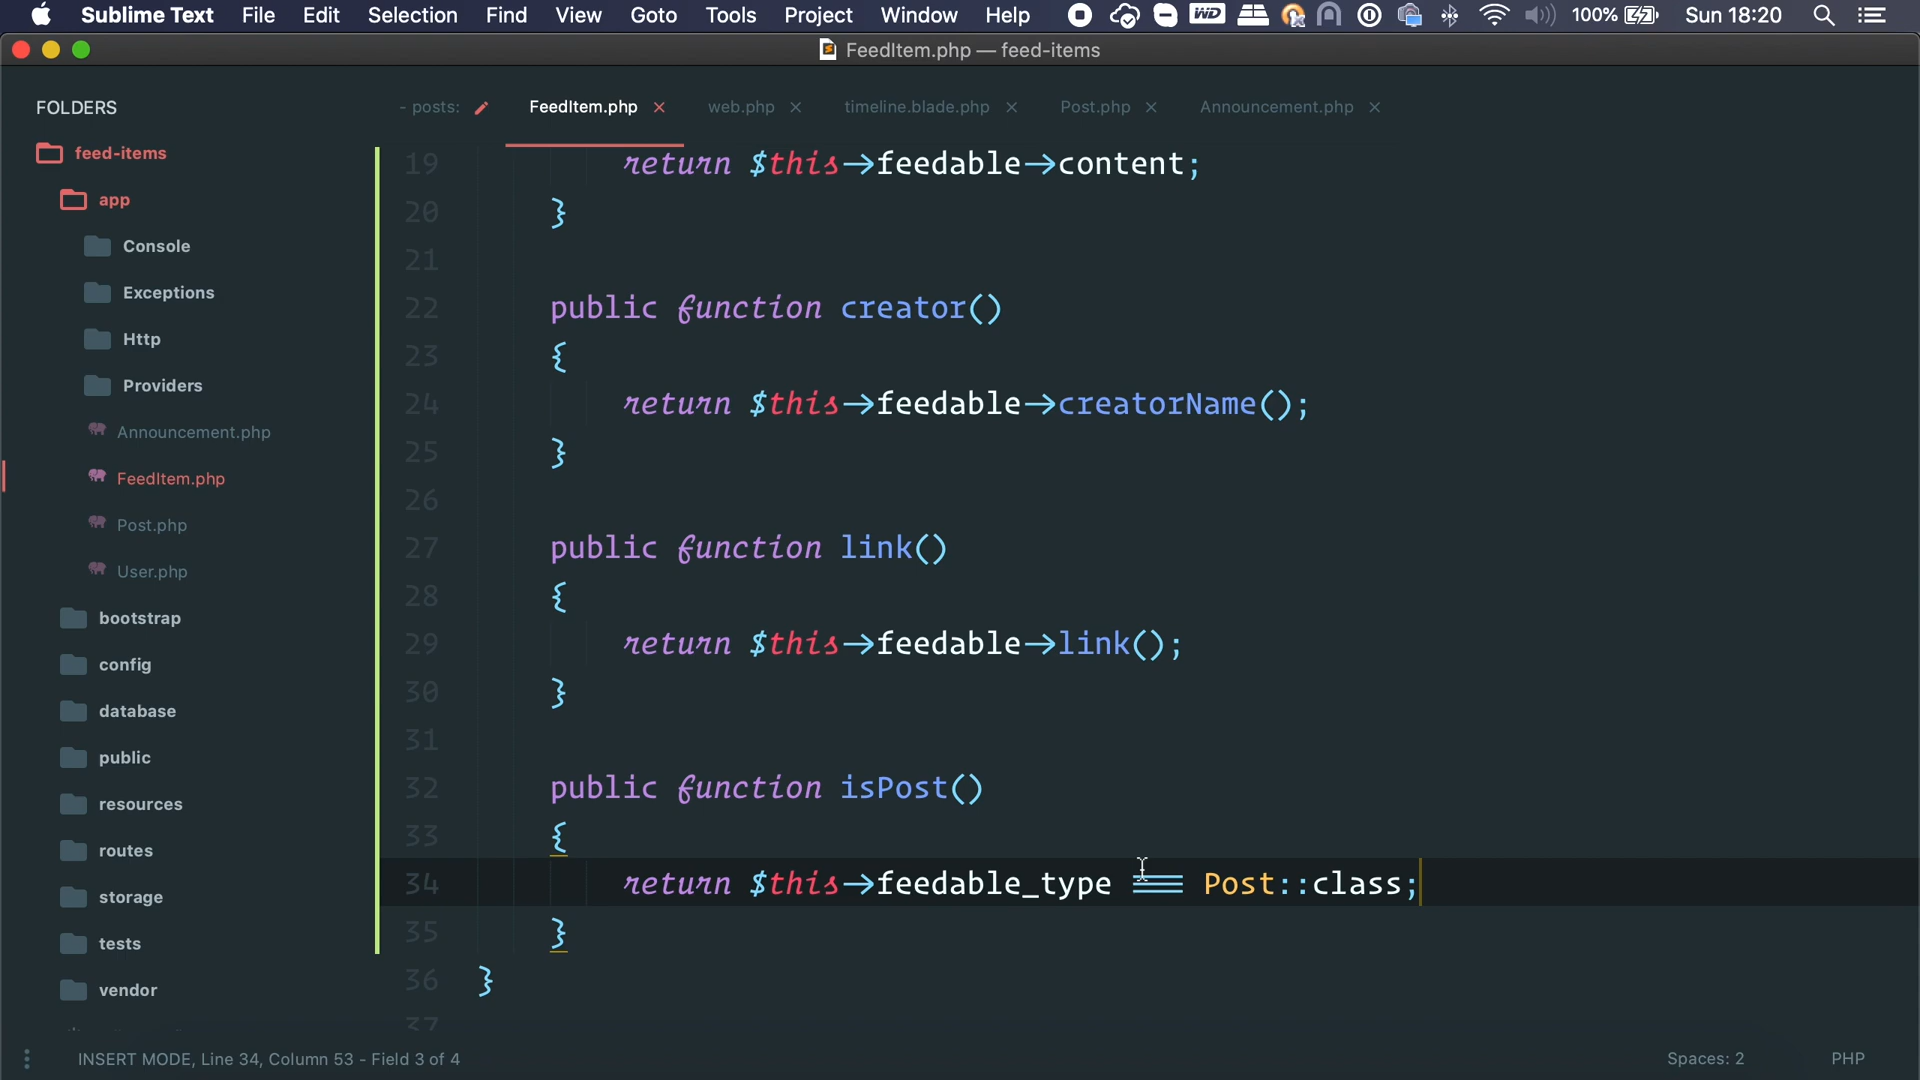 Sublime Text File Edit Selection Find View Goto Tools Project Window Help WD 100% Sun 18:20
FeedItem.php — feed-items
FOLDERS
feed-items
app
Console
Exceptions
Http
Providers
Announcement.php
FeedItem.php
Post.php
User.php
bootstrap
config
database
public
resources
routes
storage
tests
vendor
- posts: FeedItem.php × web.php × timeline.blade.php × Post.php × Announcement.php ×
19 return $this->feedable->content;
20 }
21
22 public function creator()
23 {
24 return $this->feedable->creatorName();
25 }
26
27 public function link()
28 {
29 return $this->feedable->link();
30 }
31
32 public function isPost()
33 {
34 return $this->feedable_type === Post::class;
35 }
36 }
37
INSERT MODE, Line 34, Column 53 - Field 3 of 4 Spaces: 2 PHP